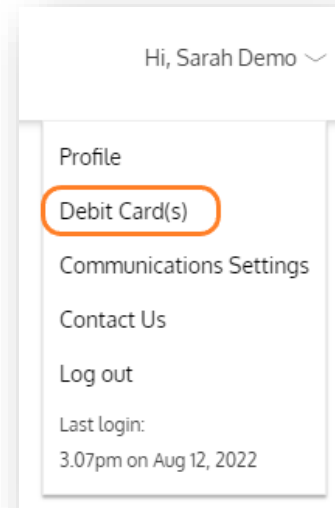 Hi, Sarah Demo
Profile
Debit Card(s)
Communications Settings
Contact Us
Log out
Last login:
3.07pm on Aug 12, 2022